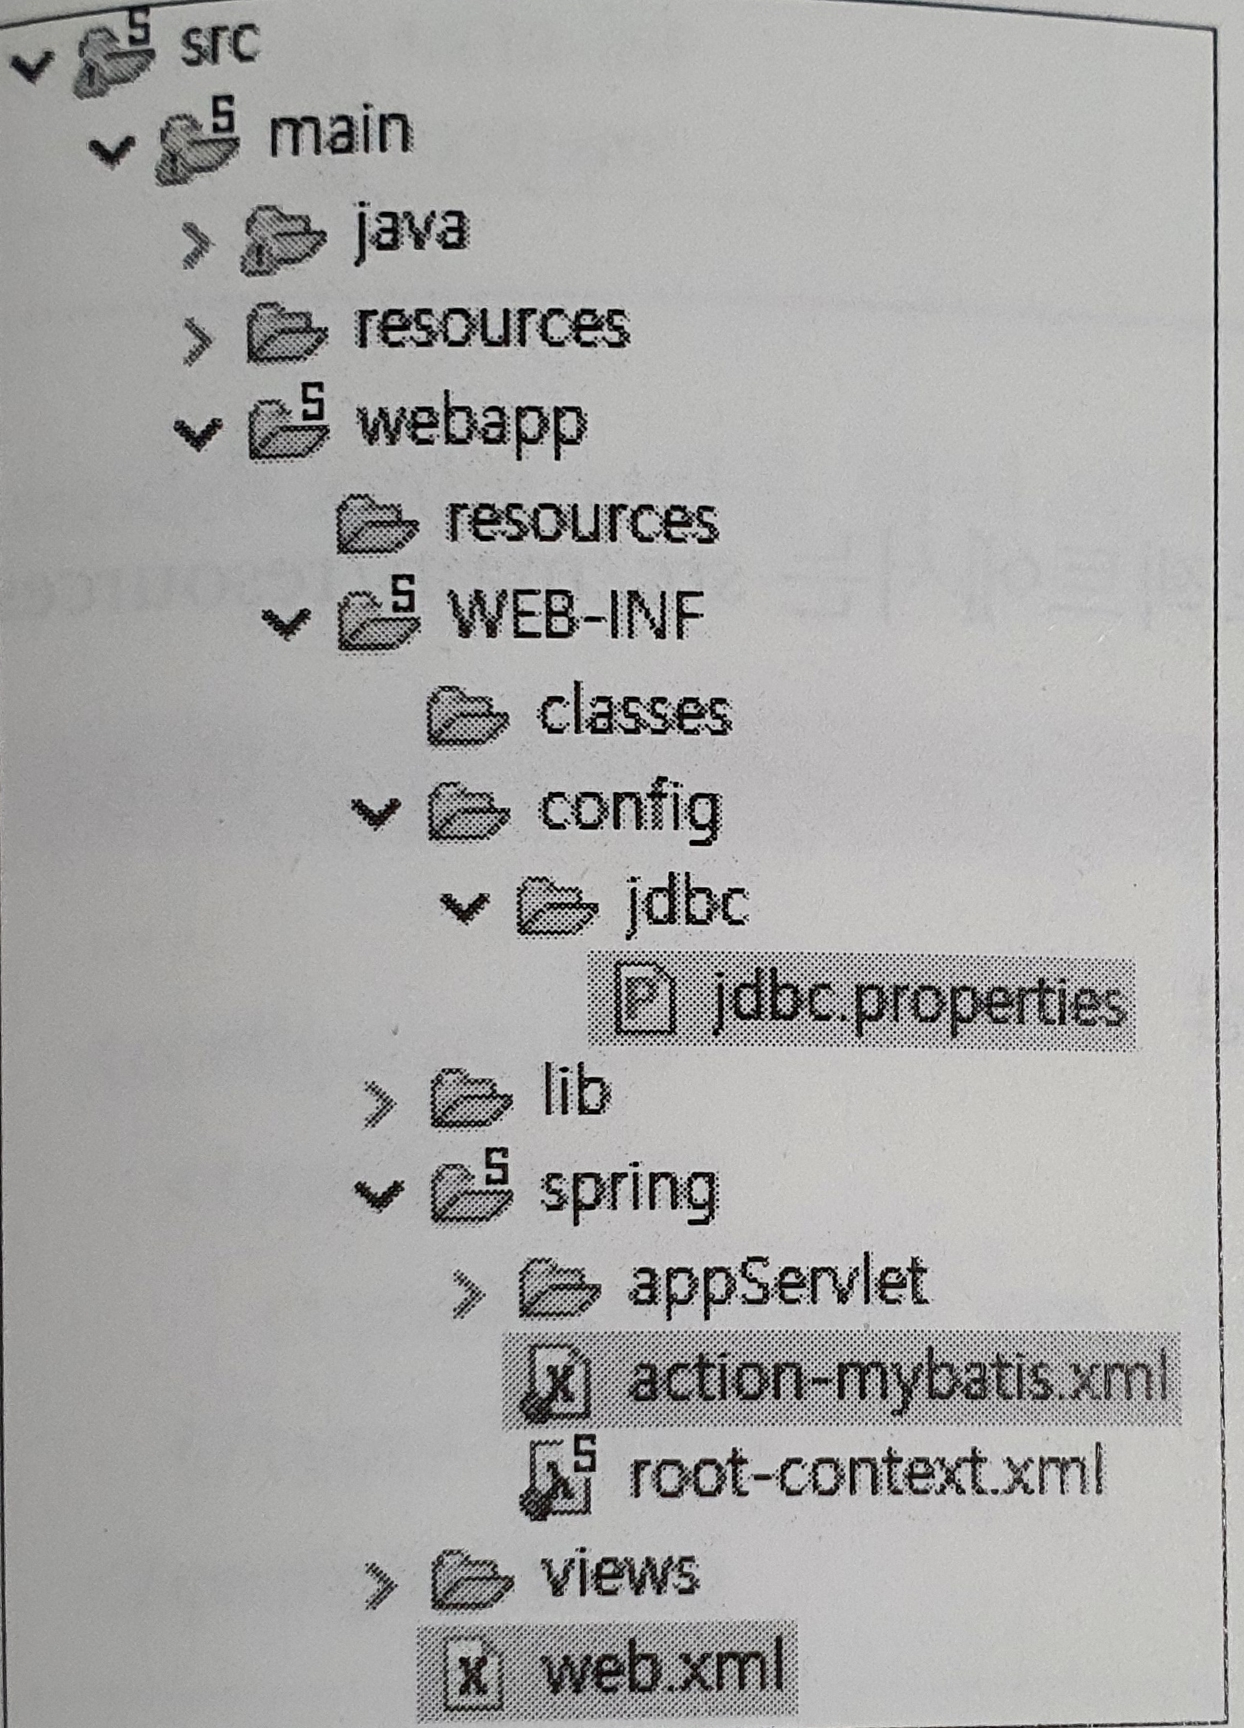 src
main
java
resources
webapp
resources
WEB-INF
classes
config
jdbc
jdbc.properties
lib
spring
appServlet
action-mybatis.xml
root-context.xml
views
web.xml